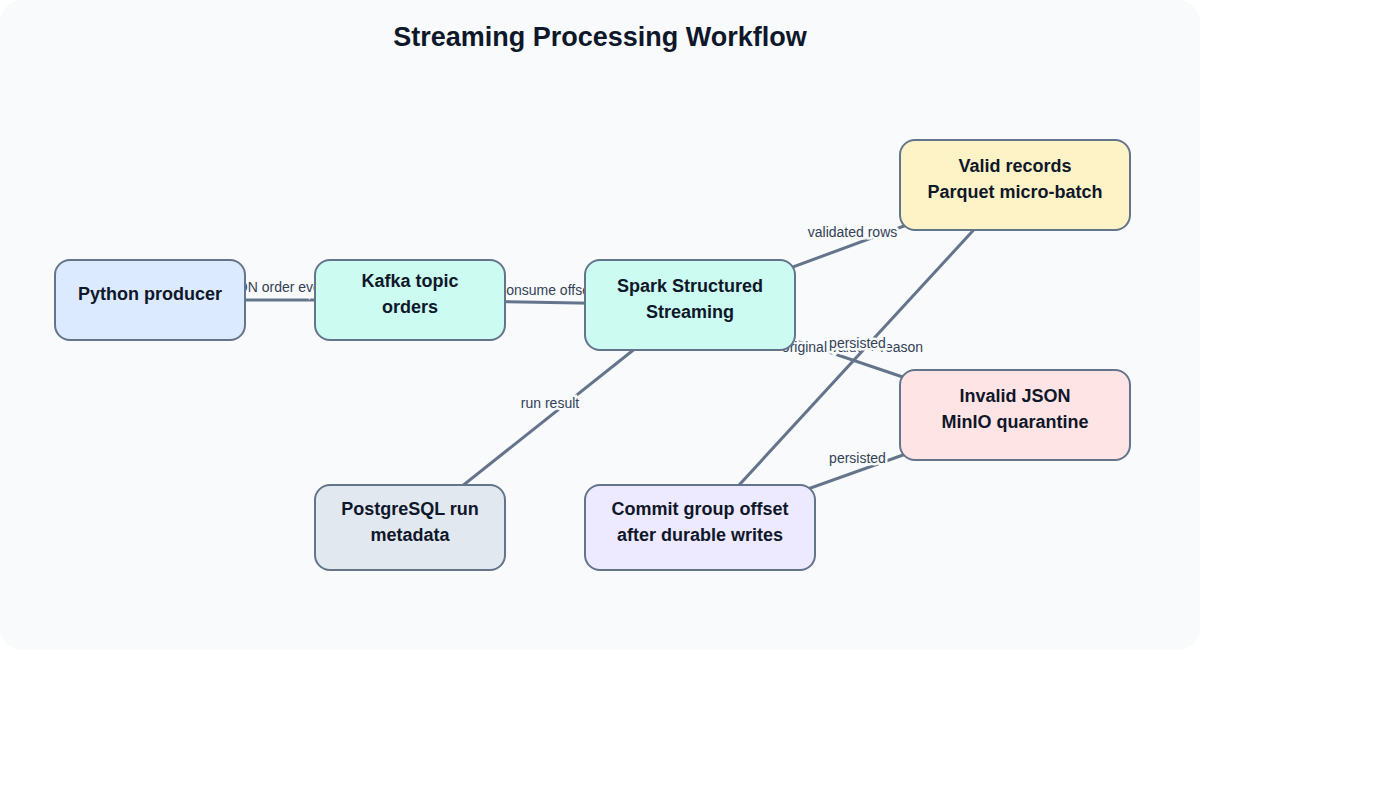 Streaming Processing Workflow
Valid records
Parquet micro-batch
validated rows
Python producer
order
Kafka topic
orders
Spark Structured
Streaming
persisted
Invalid JSON
MinIO quarantine
run result
persisted
PostgreSQL run
metadata
Commit group offset
after durable writes